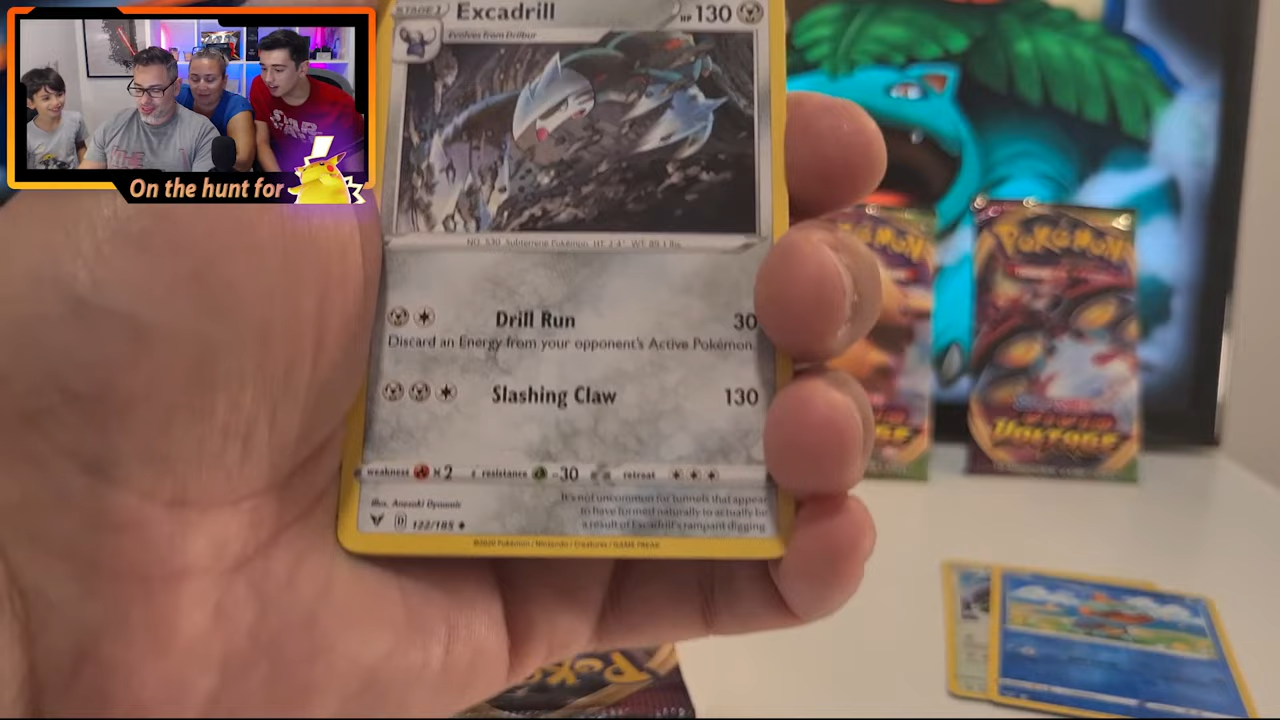 On the hunt for
STAGE 1
Excadrill
HP 130
Evolves from Drilbur
NO. 530 Subterrene Pokémon HT: 2'4" WT: 89.1 lbs.
Drill Run 30
Discard an Energy from your opponent's Active Pokémon.
Slashing Claw 130
weakness ×2 resistance -30 retreat
Illus. Anesaki Dynamic
D 122/185
It's not uncommon for tunnels that appear
to have formed naturally to actually be
a result of Excadrill's rampant digging.
©2020 Pokémon / Nintendo / Creatures / GAME FREAK
POKÉMON
VOLTAGE